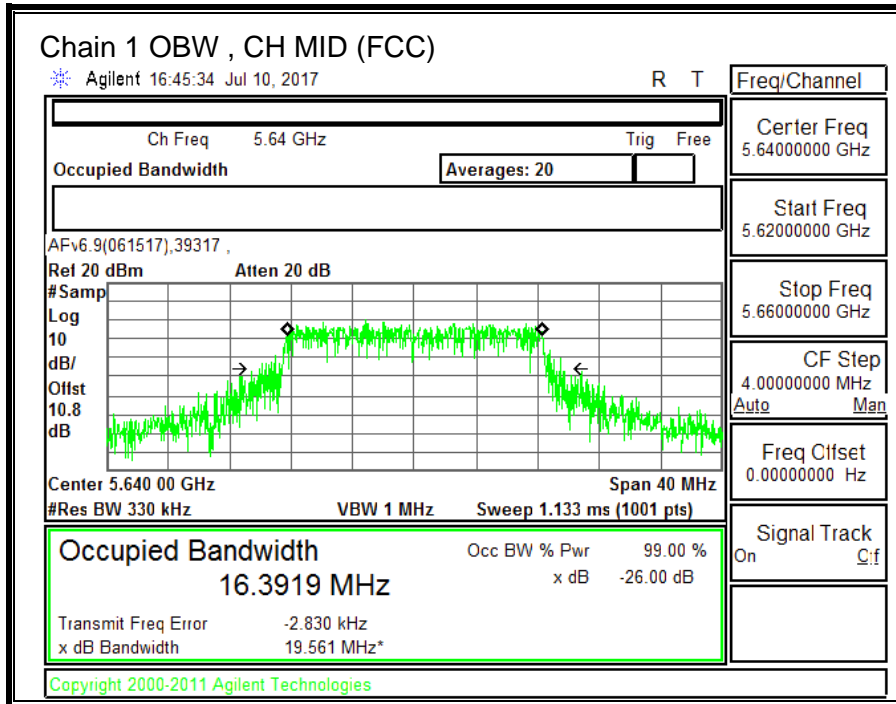 Chain 1 OBW , CH MID (FCC)
Agilent 16:45:34 Jul 10, 2017 R T
Freq/Channel
Ch Freq 5.64 GHz Trig Free
Occupied Bandwidth Averages: 20
AFv6.9(061517),39317 ,
Ref 20 dBm Atten 20 dB
#Samp
Log
10
dB/
Offst
10.8
dB
Center 5.640 00 GHz Span 40 MHz
#Res BW 330 kHz VBW 1 MHz Sweep 1.133 ms (1001 pts)
Occupied Bandwidth Occ BW % Pwr 99.00 %
16.3919 MHz x dB -26.00 dB
Transmit Freq Error -2.830 kHz
x dB Bandwidth 19.561 MHz*
Copyright 2000-2011 Agilent Technologies
Center Freq
5.64000000 GHz
Start Freq
5.62000000 GHz
Stop Freq
5.66000000 GHz
CF Step
4.00000000 MHz
Auto Man
Freq Offset
0.00000000 Hz
Signal Track
On Off